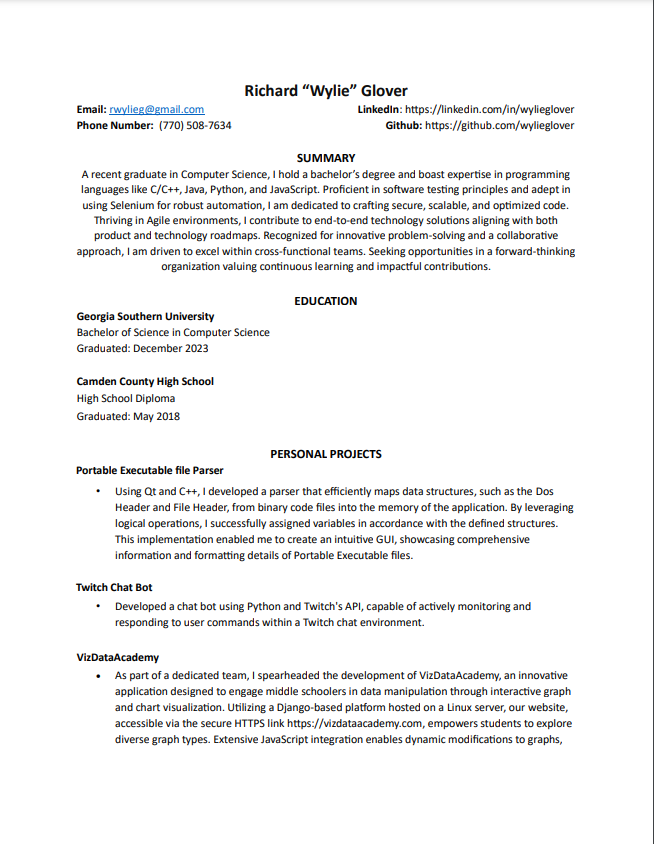 Richard “Wylie” Glover
Email: rwylieg@gmail.com LinkedIn: https://linkedin.com/in/wylieglover
Phone Number: (770) 508-7634 Github: https://github.com/wylieglover
SUMMARY
A recent graduate in Computer Science, I hold a bachelor’s degree and boast expertise in programming
languages like C/C++, Java, Python, and JavaScript. Proficient in software testing principles and adept in
using Selenium for robust automation, I am dedicated to crafting secure, scalable, and optimized code.
Thriving in Agile environments, I contribute to end-to-end technology solutions aligning with both
product and technology roadmaps. Recognized for innovative problem-solving and a collaborative
approach, I am driven to excel within cross-functional teams. Seeking opportunities in a forward-thinking
organization valuing continuous learning and impactful contributions.
EDUCATION
Georgia Southern University
Bachelor of Science in Computer Science
Graduated: December 2023
Camden County High School
High School Diploma
Graduated: May 2018
PERSONAL PROJECTS
Portable Executable file Parser
• Using Qt and C++, I developed a parser that efficiently maps data structures, such as the Dos
Header and File Header, from binary code files into the memory of the application. By leveraging
logical operations, I successfully assigned variables in accordance with the defined structures.
This implementation enabled me to create an intuitive GUI, showcasing comprehensive
information and formatting details of Portable Executable files.
Twitch Chat Bot
• Developed a chat bot using Python and Twitch's API, capable of actively monitoring and
responding to user commands within a Twitch chat environment.
VizDataAcademy
• As part of a dedicated team, I spearheaded the development of VizDataAcademy, an innovative
application designed to engage middle schoolers in data manipulation through interactive graph
and chart visualization. Utilizing a Django-based platform hosted on a Linux server, our website,
accessible via the secure HTTPS link https://vizdataacademy.com, empowers students to explore
diverse graph types. Extensive JavaScript integration enables dynamic modifications to graphs,